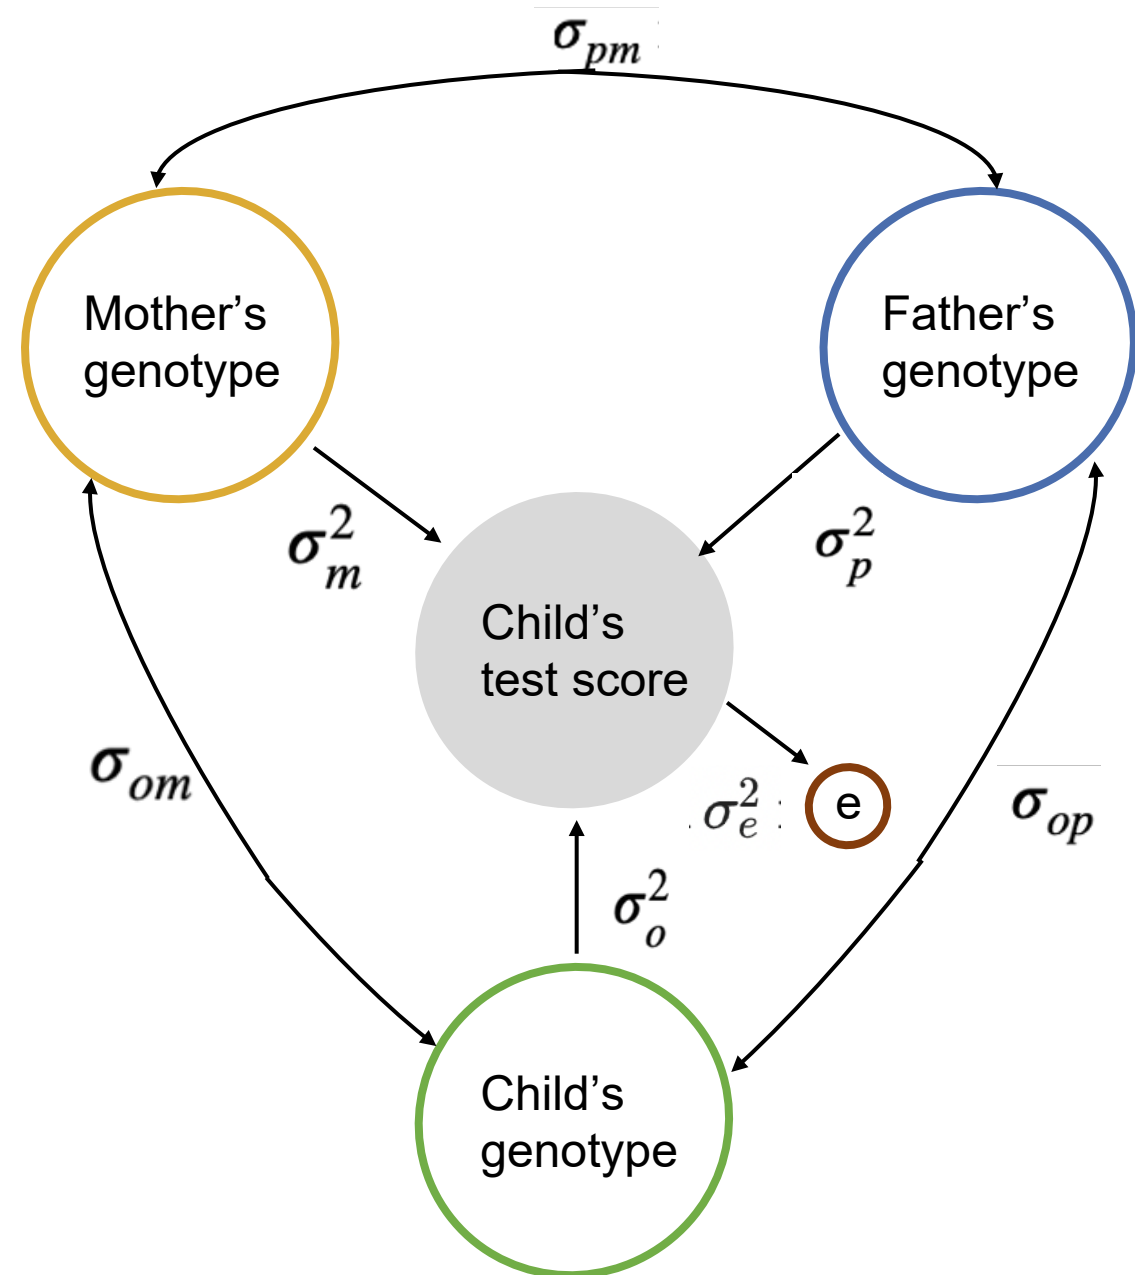 σpm
Mother's
genotype
Father's
genotype
σ²m
σ²p
Child's
test score
σom
σ²e
e
σop
σ²o
Child's
genotype